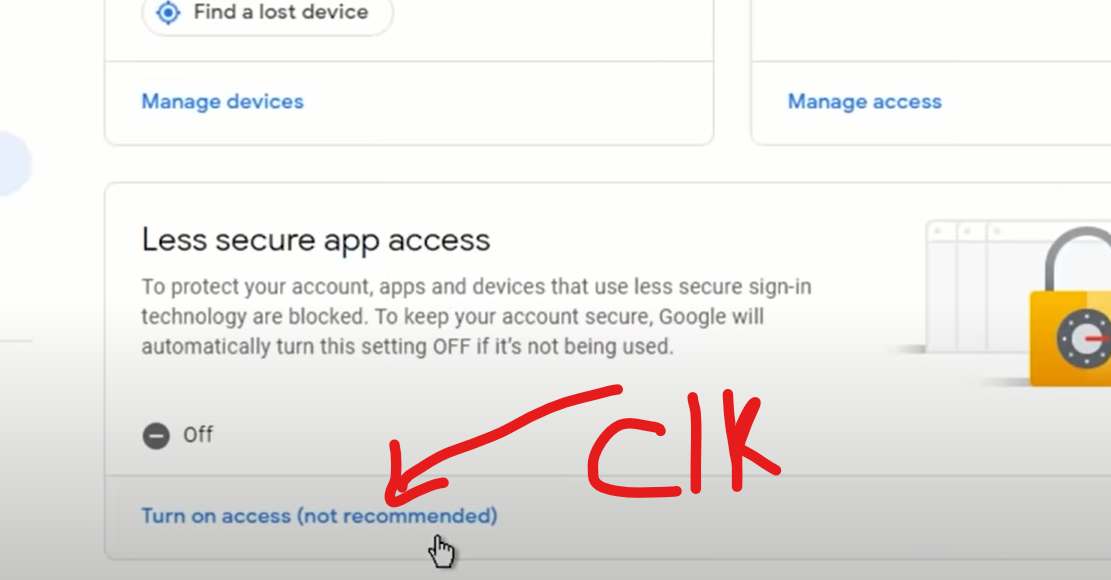 Find a lost device
Manage devices
Manage access
Less secure app access
To protect your account, apps and devices that use less secure sign-in
technology are blocked. To keep your account secure, Google will
automatically turn this setting OFF if it's not being used.
Off
clk
Turn on access (not recommended)